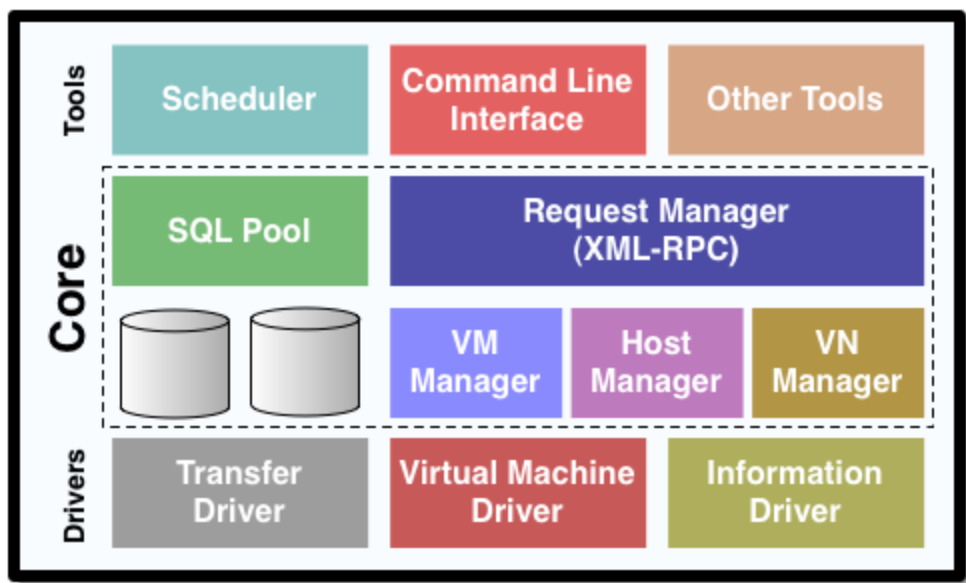 Tools
Scheduler
Command Line
Interface
Other Tools
Core
SQL Pool
Request Manager
(XML-RPC)
VM
Manager
Host
Manager
VN
Manager
Drivers
Transfer
Driver
Virtual Machine
Driver
Information
Driver